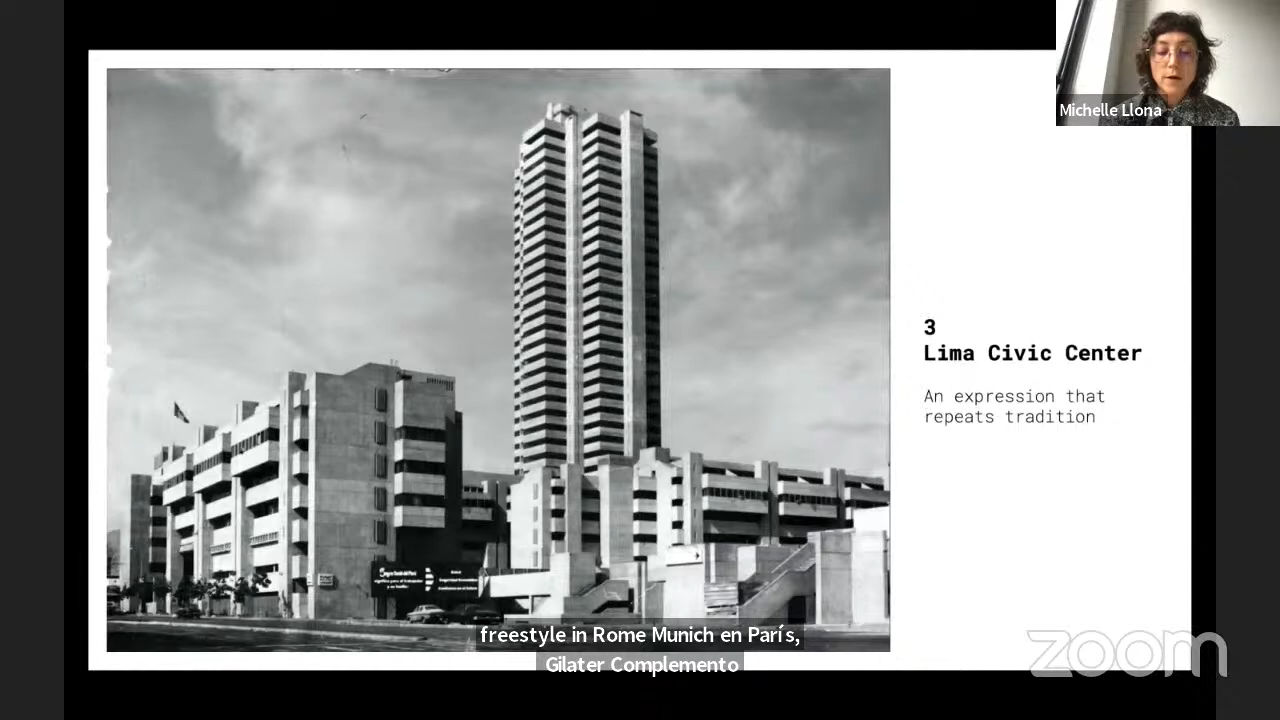 Michelle Llona
3
Lima Civic Center
An expression that
repeats tradition
freestyle in Rome Munich en París,
Gilater Complemento
zoom